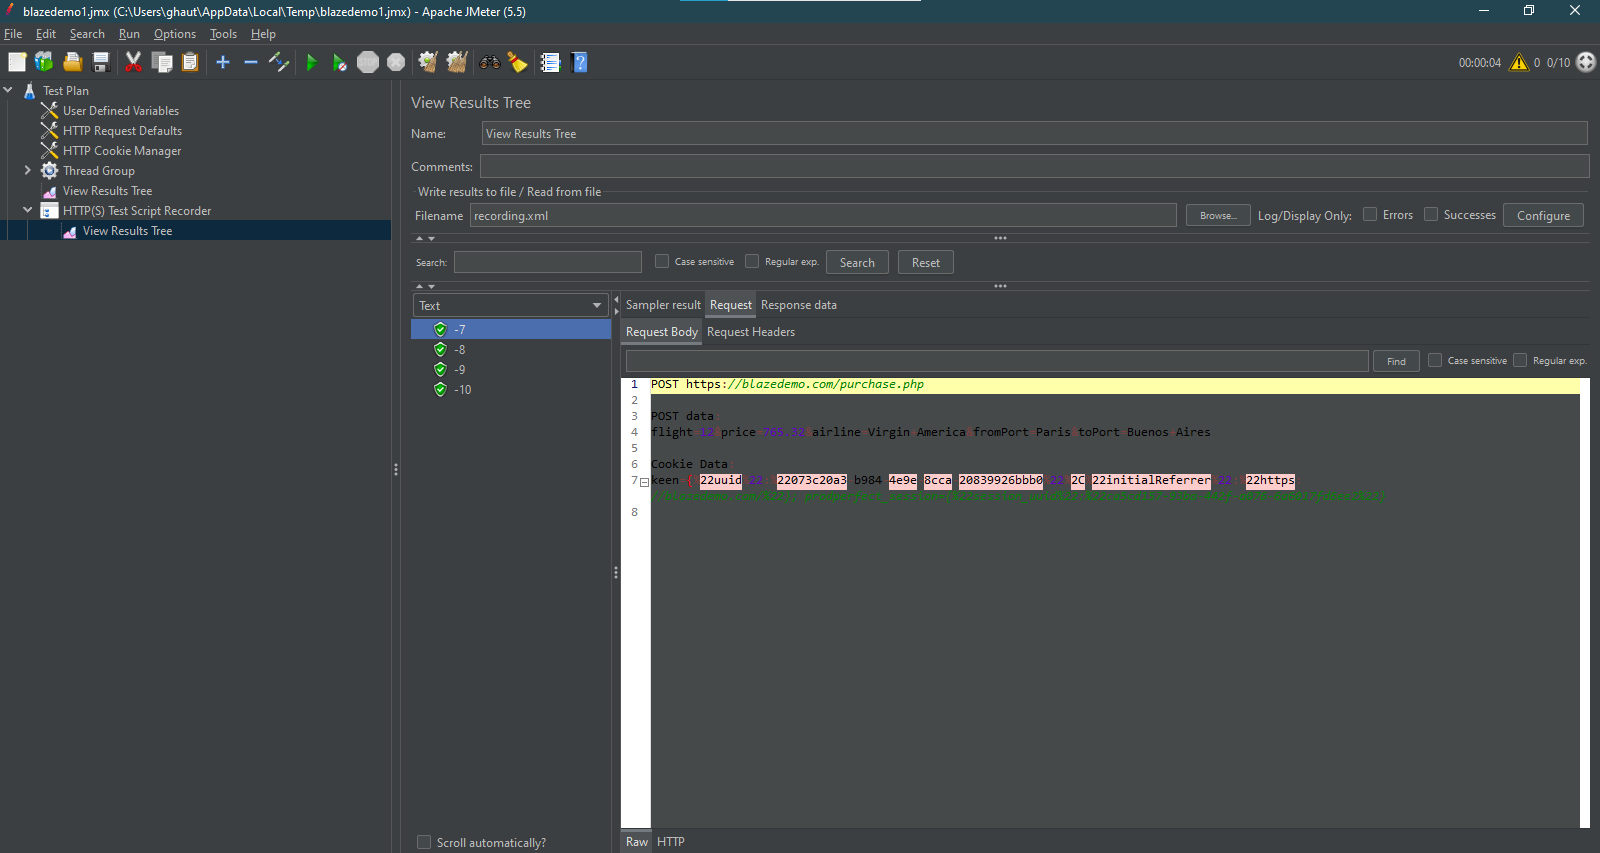 blazedemo1.jmx (C:\Users\ghaut\AppData\Local\Temp\blazedemo1.jmx) - Apache JMeter (5.5)
File Edit Search Run Options Tools Help
00:00:04 0 0/10
Test Plan
User Defined Variables
HTTP Request Defaults
HTTP Cookie Manager
Thread Group
View Results Tree
HTTP(S) Test Script Recorder
View Results Tree
View Results Tree
Name: View Results Tree
Comments:
Write results to file / Read from file
Filename recording.xml Browse... Log/Display Only: Errors Successes Configure
Search: Case sensitive Regular exp. Search Reset
Text
-7
-8
-9
-10
Scroll automatically?
Sampler result Request Response data
Request Body Request Headers
Find Case sensitive Regular exp.
1 POST https://blazedemo.com/purchase.php
2
3 POST data
4 flight 12 price 765.32 airline Virgin America fromPort Paris toPort Buenos Aires
5
6 Cookie Data
7 keen { 22uuid 22 22073c20a3 b984 4e9e 8cca 20839926bbb0 22 2C 22initialReferrer 22 22https
8
Raw HTTP